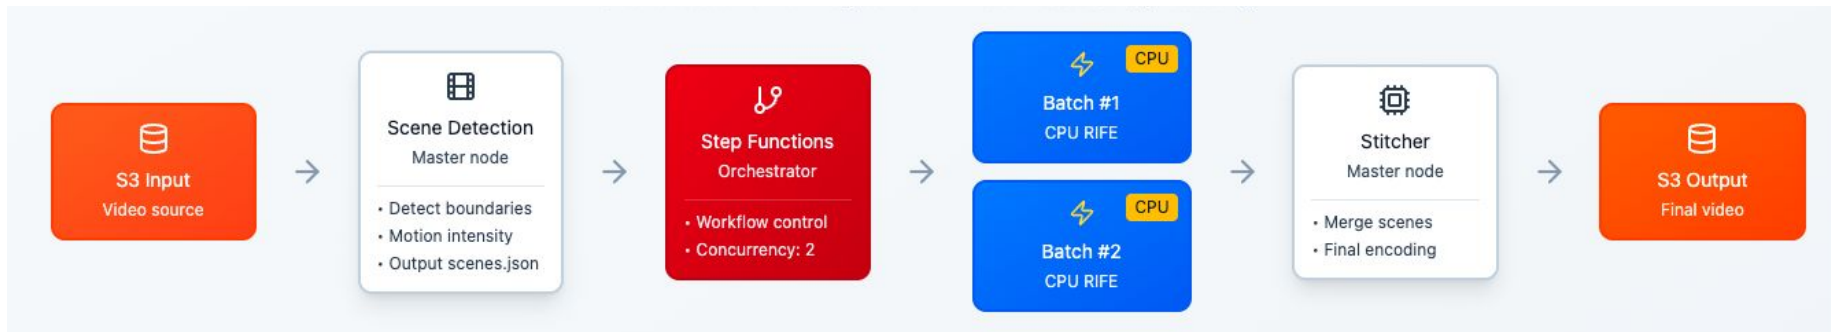 S3 Input
Video source
Scene Detection
Master node
• Detect boundaries
• Motion intensity
• Output scenes.json
Step Functions
Orchestrator
• Workflow control
• Concurrency: 2
CPU
Batch #1
CPU RIFE
CPU
Batch #2
CPU RIFE
Stitcher
Master node
• Merge scenes
• Final encoding
S3 Output
Final video